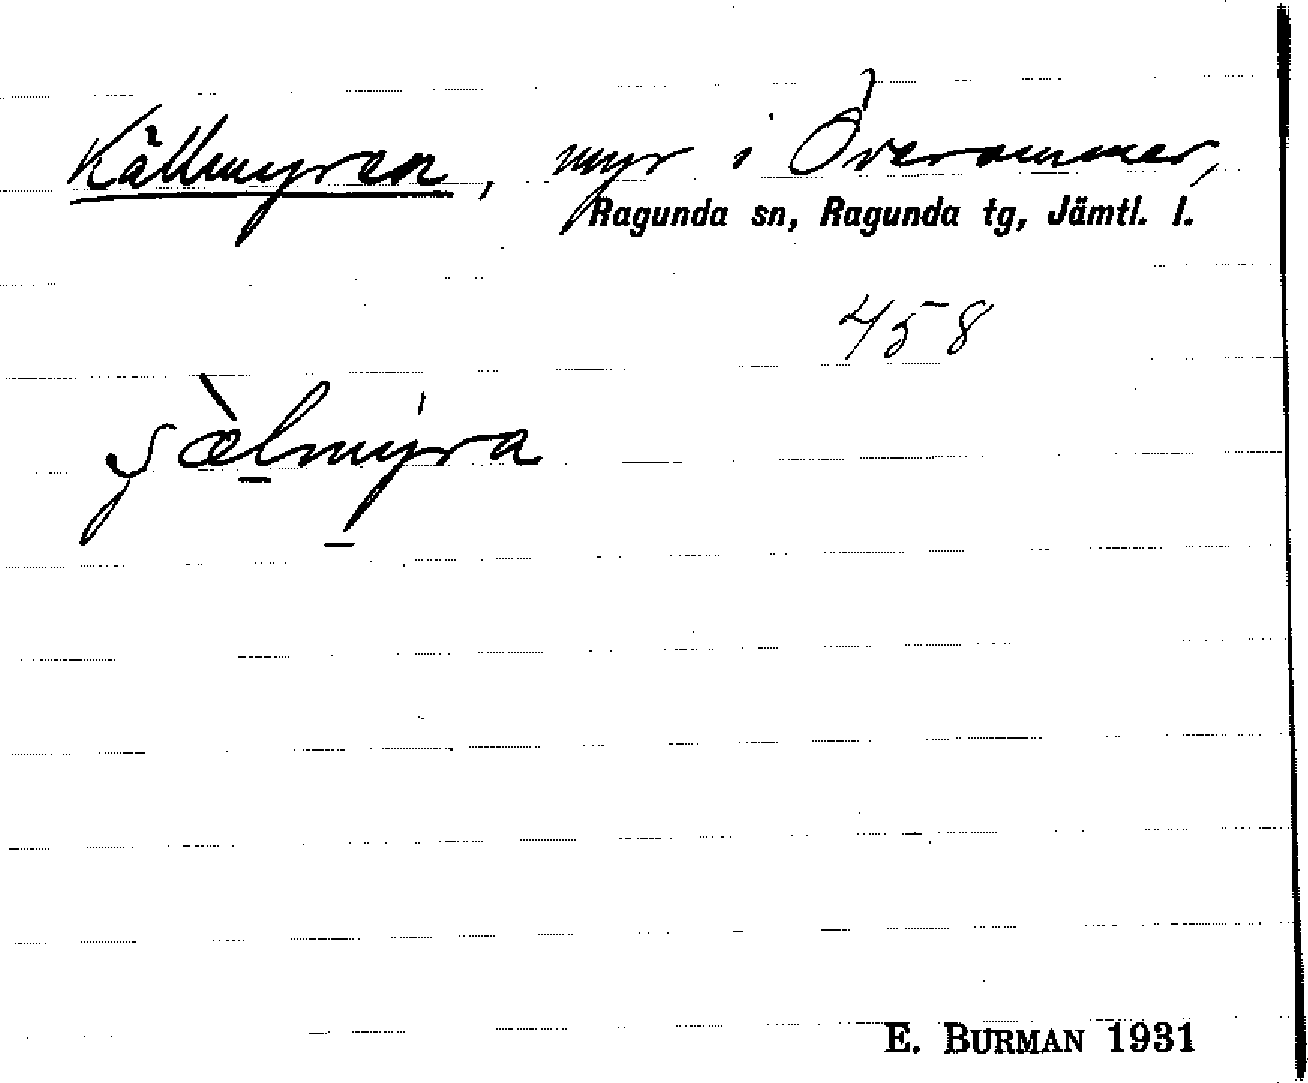 Källmyren, myr i Överammer,
Ragunda sn, Ragunda tg, Jämtl. l.
458
E. BURMAN 1931